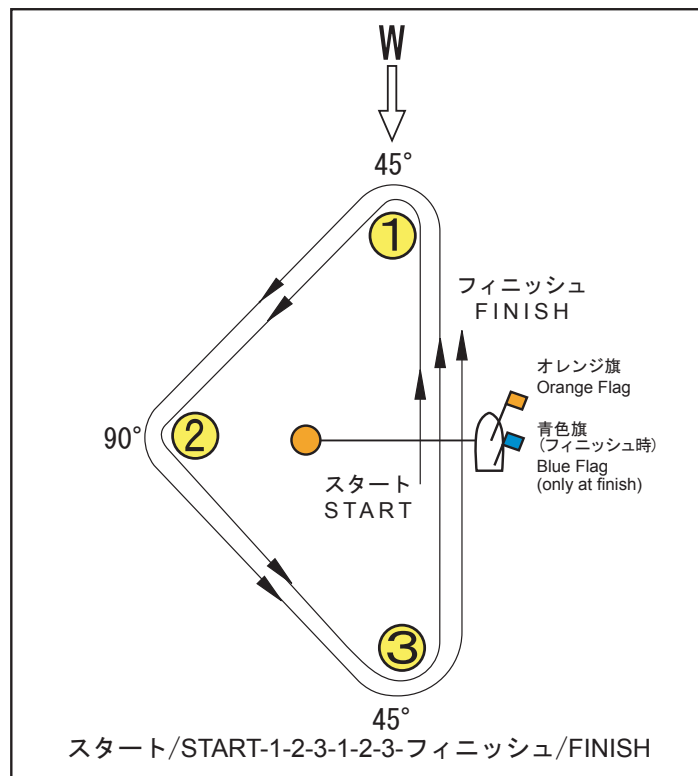 W
45°
1
フィニッシュ
FINISH
オレンジ旗
Orange Flag
90°
2
青色旗
(フィニッシュ時)
Blue Flag
(only at finish)
スタート
START
3
45°
スタート/START-1-2-3-1-2-3-フィニッシュ/FINISH